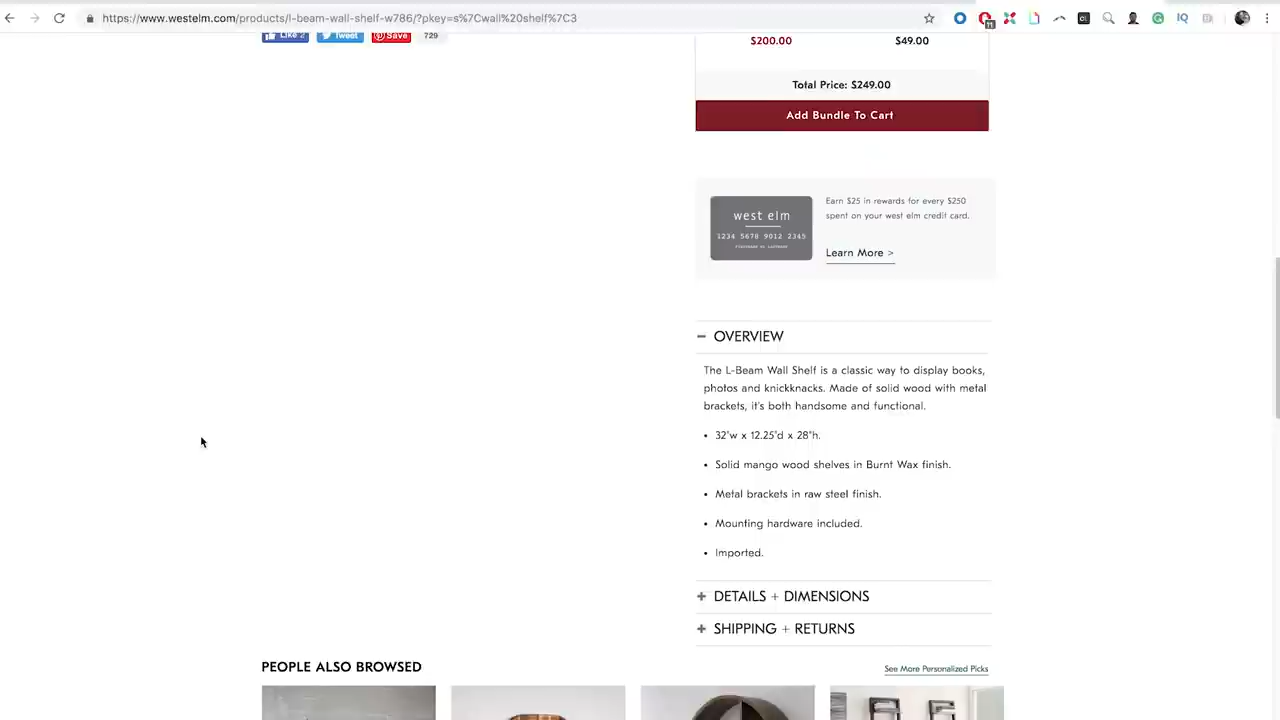 https://www.westelm.com/products/l-beam-wall-shelf-w786/?pkey=s%7Cwall%20shelf%7C3
11
IQ
Like 2
Tweet
Save
729
$200.00
$49.00
Total Price: $249.00
Add Bundle To Cart
west elm
1234 5678 9012 2345
Earn $25 in rewards for every $250
spent on your west elm credit card.
Learn More >
OVERVIEW
The L-Beam Wall Shelf is a classic way to display books,
photos and knickknacks. Made of solid wood with metal
brackets, it's both handsome and functional.
• 32"w x 12.25"d x 28"h.
• Solid mango wood shelves in Burnt Wax finish.
• Metal brackets in raw steel finish.
• Mounting hardware included.
• Imported.
DETAILS + DIMENSIONS
SHIPPING + RETURNS
PEOPLE ALSO BROWSED
See More Personalized Picks